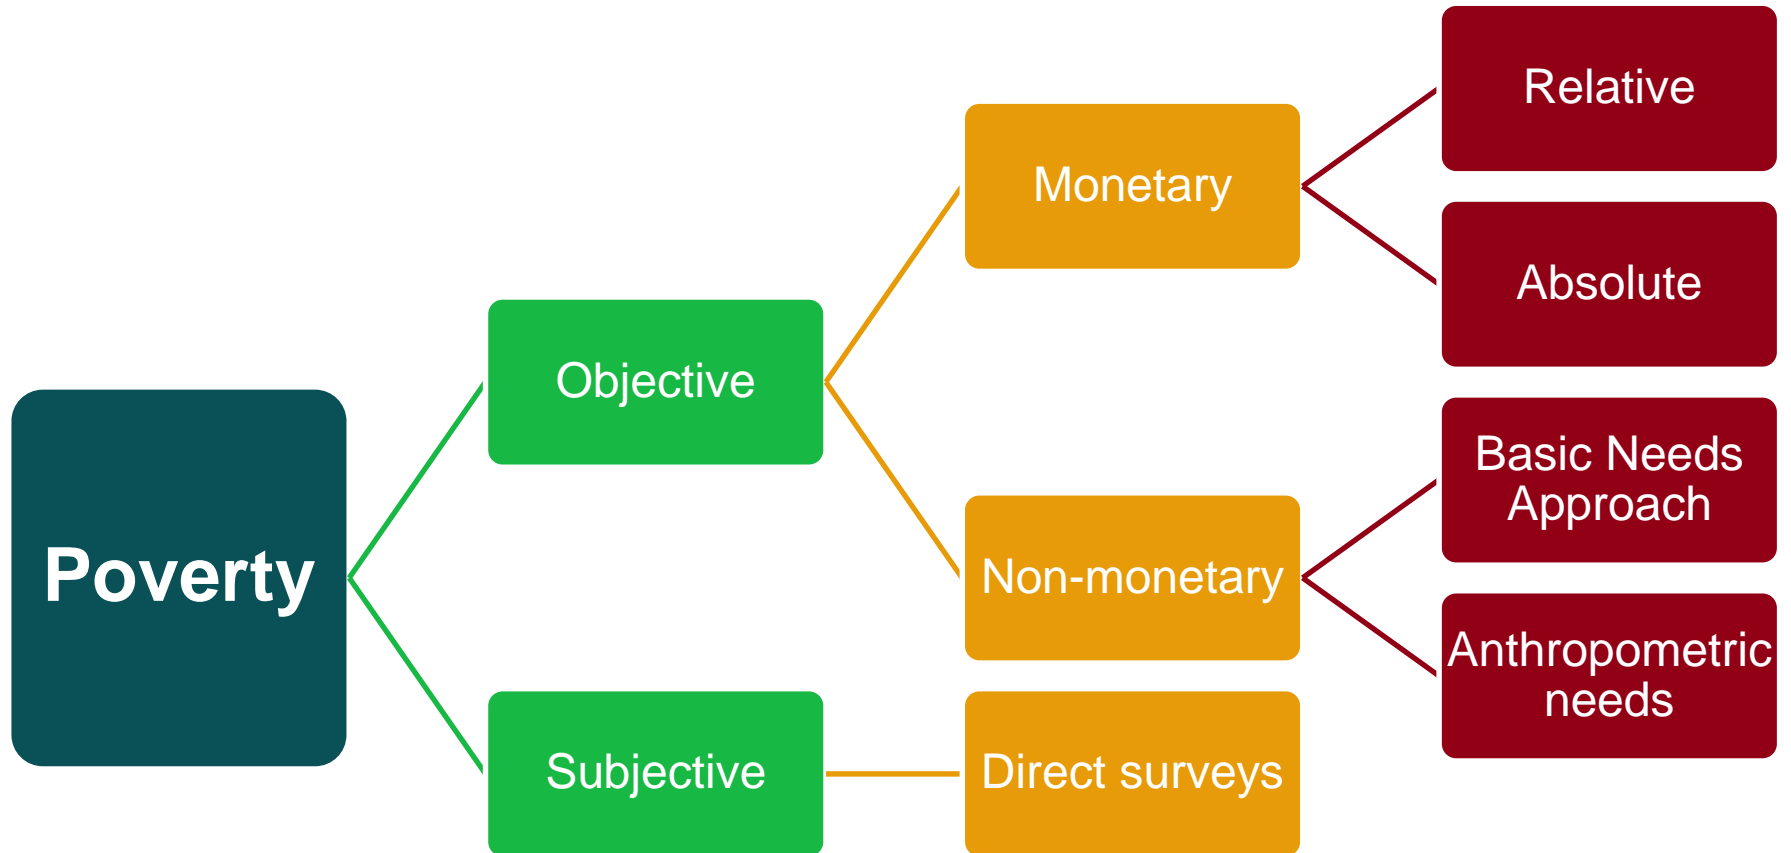 Poverty
Objective
Subjective
Monetary
Non-monetary
Direct surveys
Relative
Absolute
Basic Needs
Approach
Anthropometric
needs